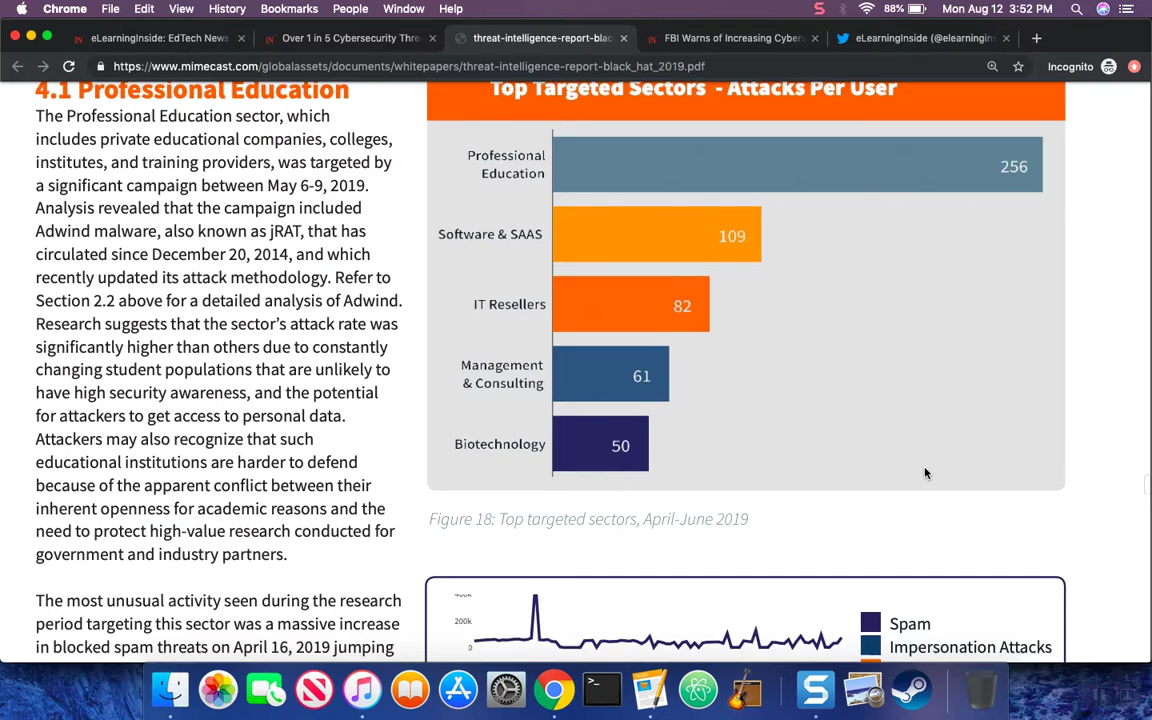 Chrome File Edit View History Bookmarks People Window Help 88% Mon Aug 12 3:52 PM
eLearningInside: EdTech News
Over 1 in 5 Cybersecurity Thre
threat-intelligence-report-blac
FBI Warns of Increasing Cyber
eLearningInside (@elearningin
https://www.mimecast.com/globalassets/documents/whitepapers/threat-intelligence-report-black_hat_2019.pdf
Incognito
4.1 Professional Education
The Professional Education sector, which
includes private educational companies, colleges,
institutes, and training providers, was targeted by
a significant campaign between May 6-9, 2019.
Analysis revealed that the campaign included
Adwind malware, also known as jRAT, that has
circulated since December 20, 2014, and which
recently updated its attack methodology. Refer to
Section 2.2 above for a detailed analysis of Adwind.
Research suggests that the sector’s attack rate was
significantly higher than others due to constantly
changing student populations that are unlikely to
have high security awareness, and the potential
for attackers to get access to personal data.
Attackers may also recognize that such
educational institutions are harder to defend
because of the apparent conflict between their
inherent openness for academic reasons and the
need to protect high-value research conducted for
government and industry partners.
The most unusual activity seen during the research
period targeting this sector was a massive increase
in blocked spam threats on April 16, 2019 jumping
Top Targeted Sectors - Attacks Per User
Professional
Education
256
Software & SAAS
109
IT Resellers
82
Management
& Consulting
61
Biotechnology
50
Figure 18: Top targeted sectors, April-June 2019
400k
200k
0
Spam
Impersonation Attacks